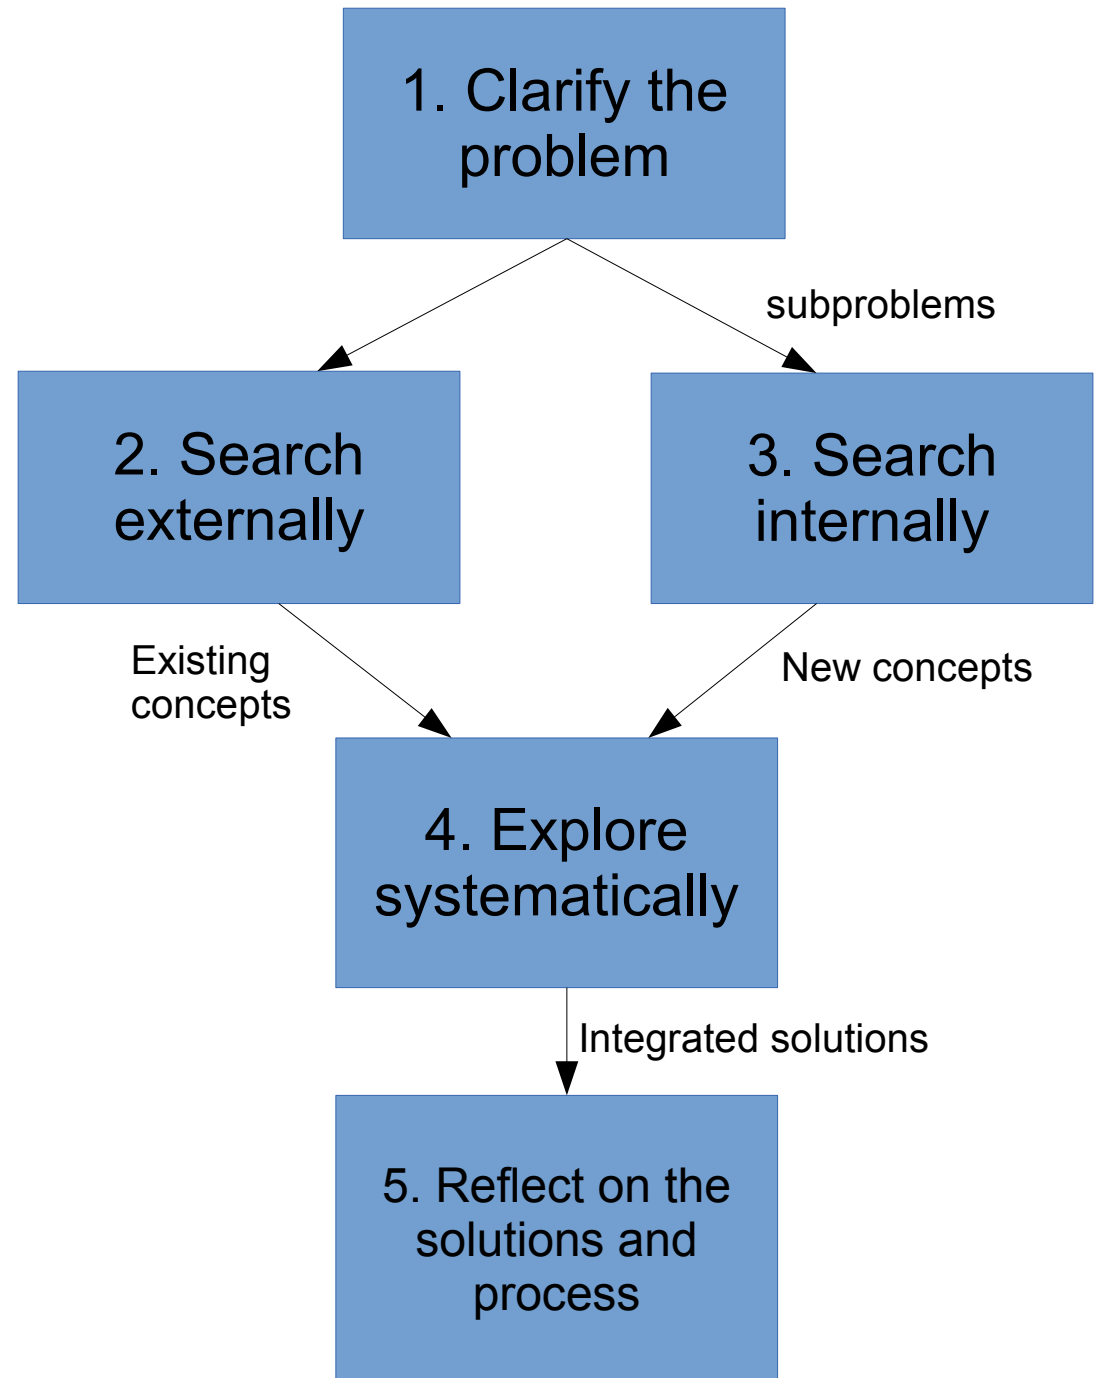 1. Clarify the
problem
subproblems
2. Search
externally
3. Search
internally
Existing
concepts
New concepts
4. Explore
systematically
Integrated solutions
5. Reflect on the
solutions and
process